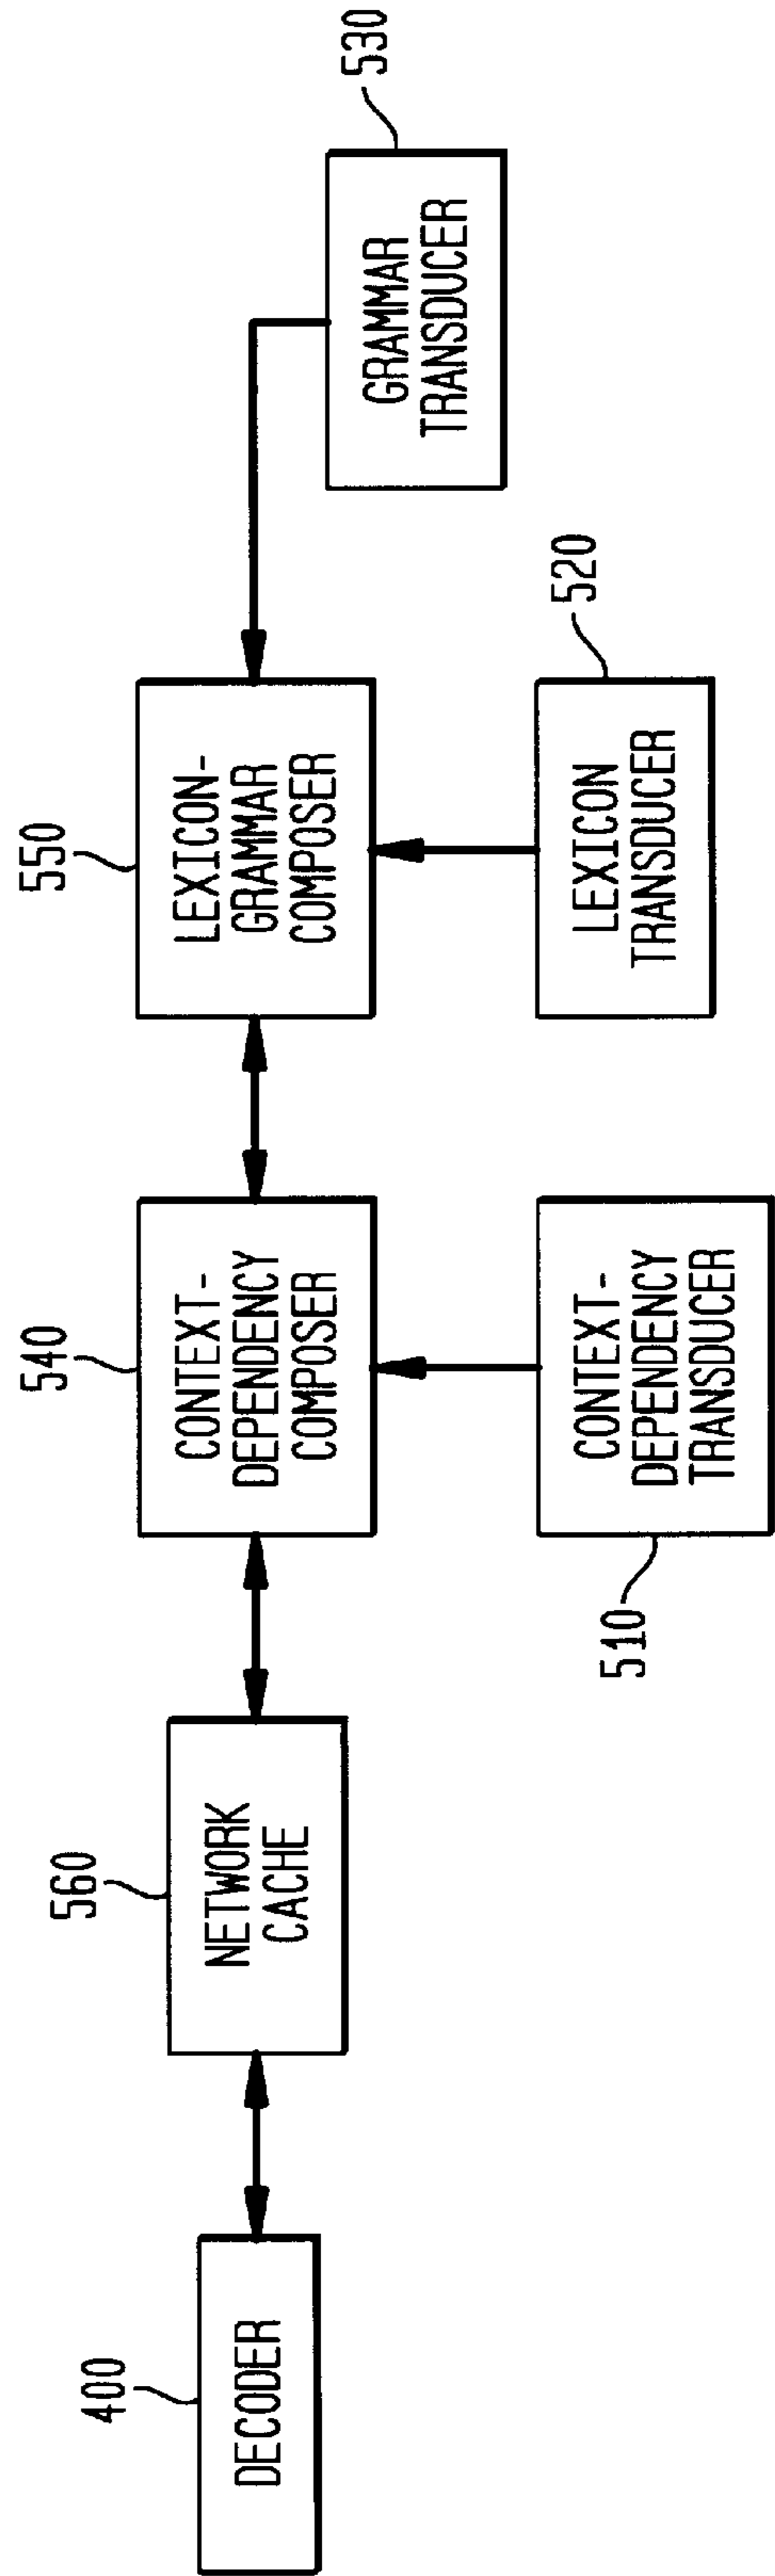 400
DECODER
560
NETWORK
CACHE
540
CONTEXT-
DEPENDENCY
COMPOSER
510
CONTEXT-
DEPENDENCY
TRANSDUCER
550
LEXICON-
GRAMMAR
COMPOSER
520
LEXICON
TRANSDUCER
530
GRAMMAR
TRANSDUCER